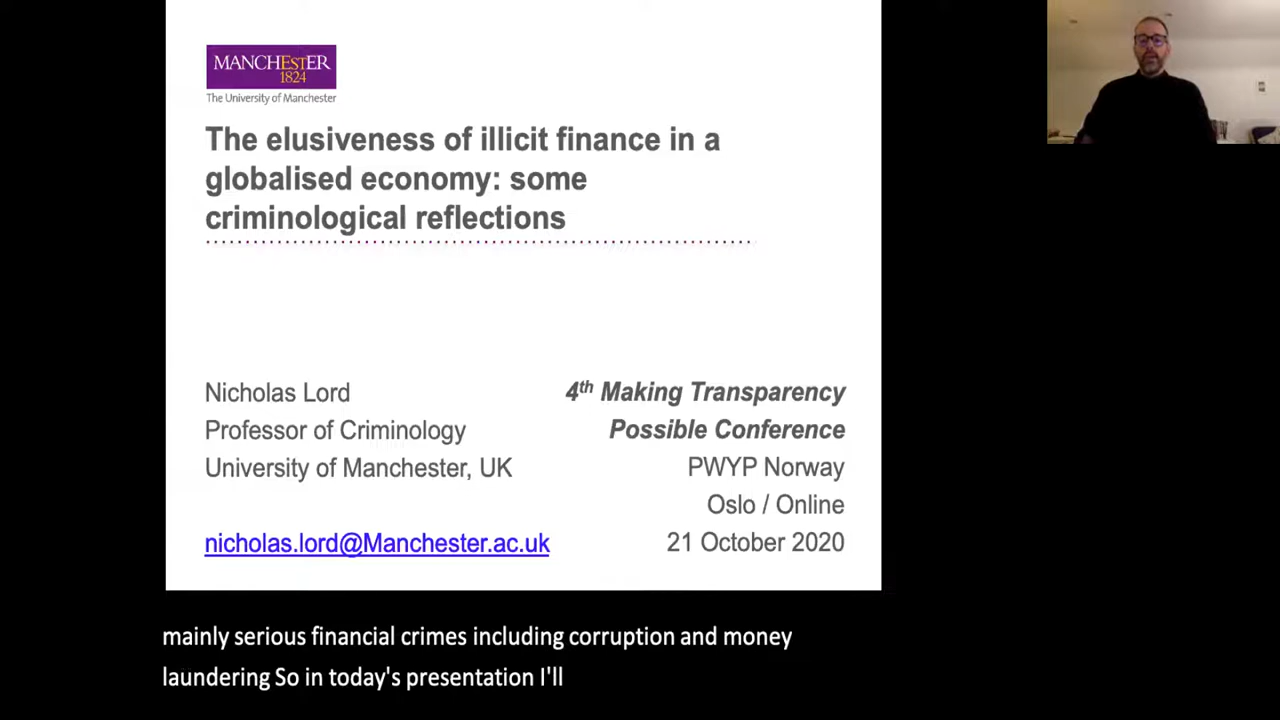 MANCHESTER
1824
The University of Manchester
The elusiveness of illicit finance in a
globalised economy: some
criminological reflections
Nicholas Lord
Professor of Criminology
University of Manchester, UK
nicholas.lord@Manchester.ac.uk
4th Making Transparency
Possible Conference
PWYP Norway
Oslo / Online
21 October 2020
mainly serious financial crimes including corruption and money
laundering So in today's presentation I'll